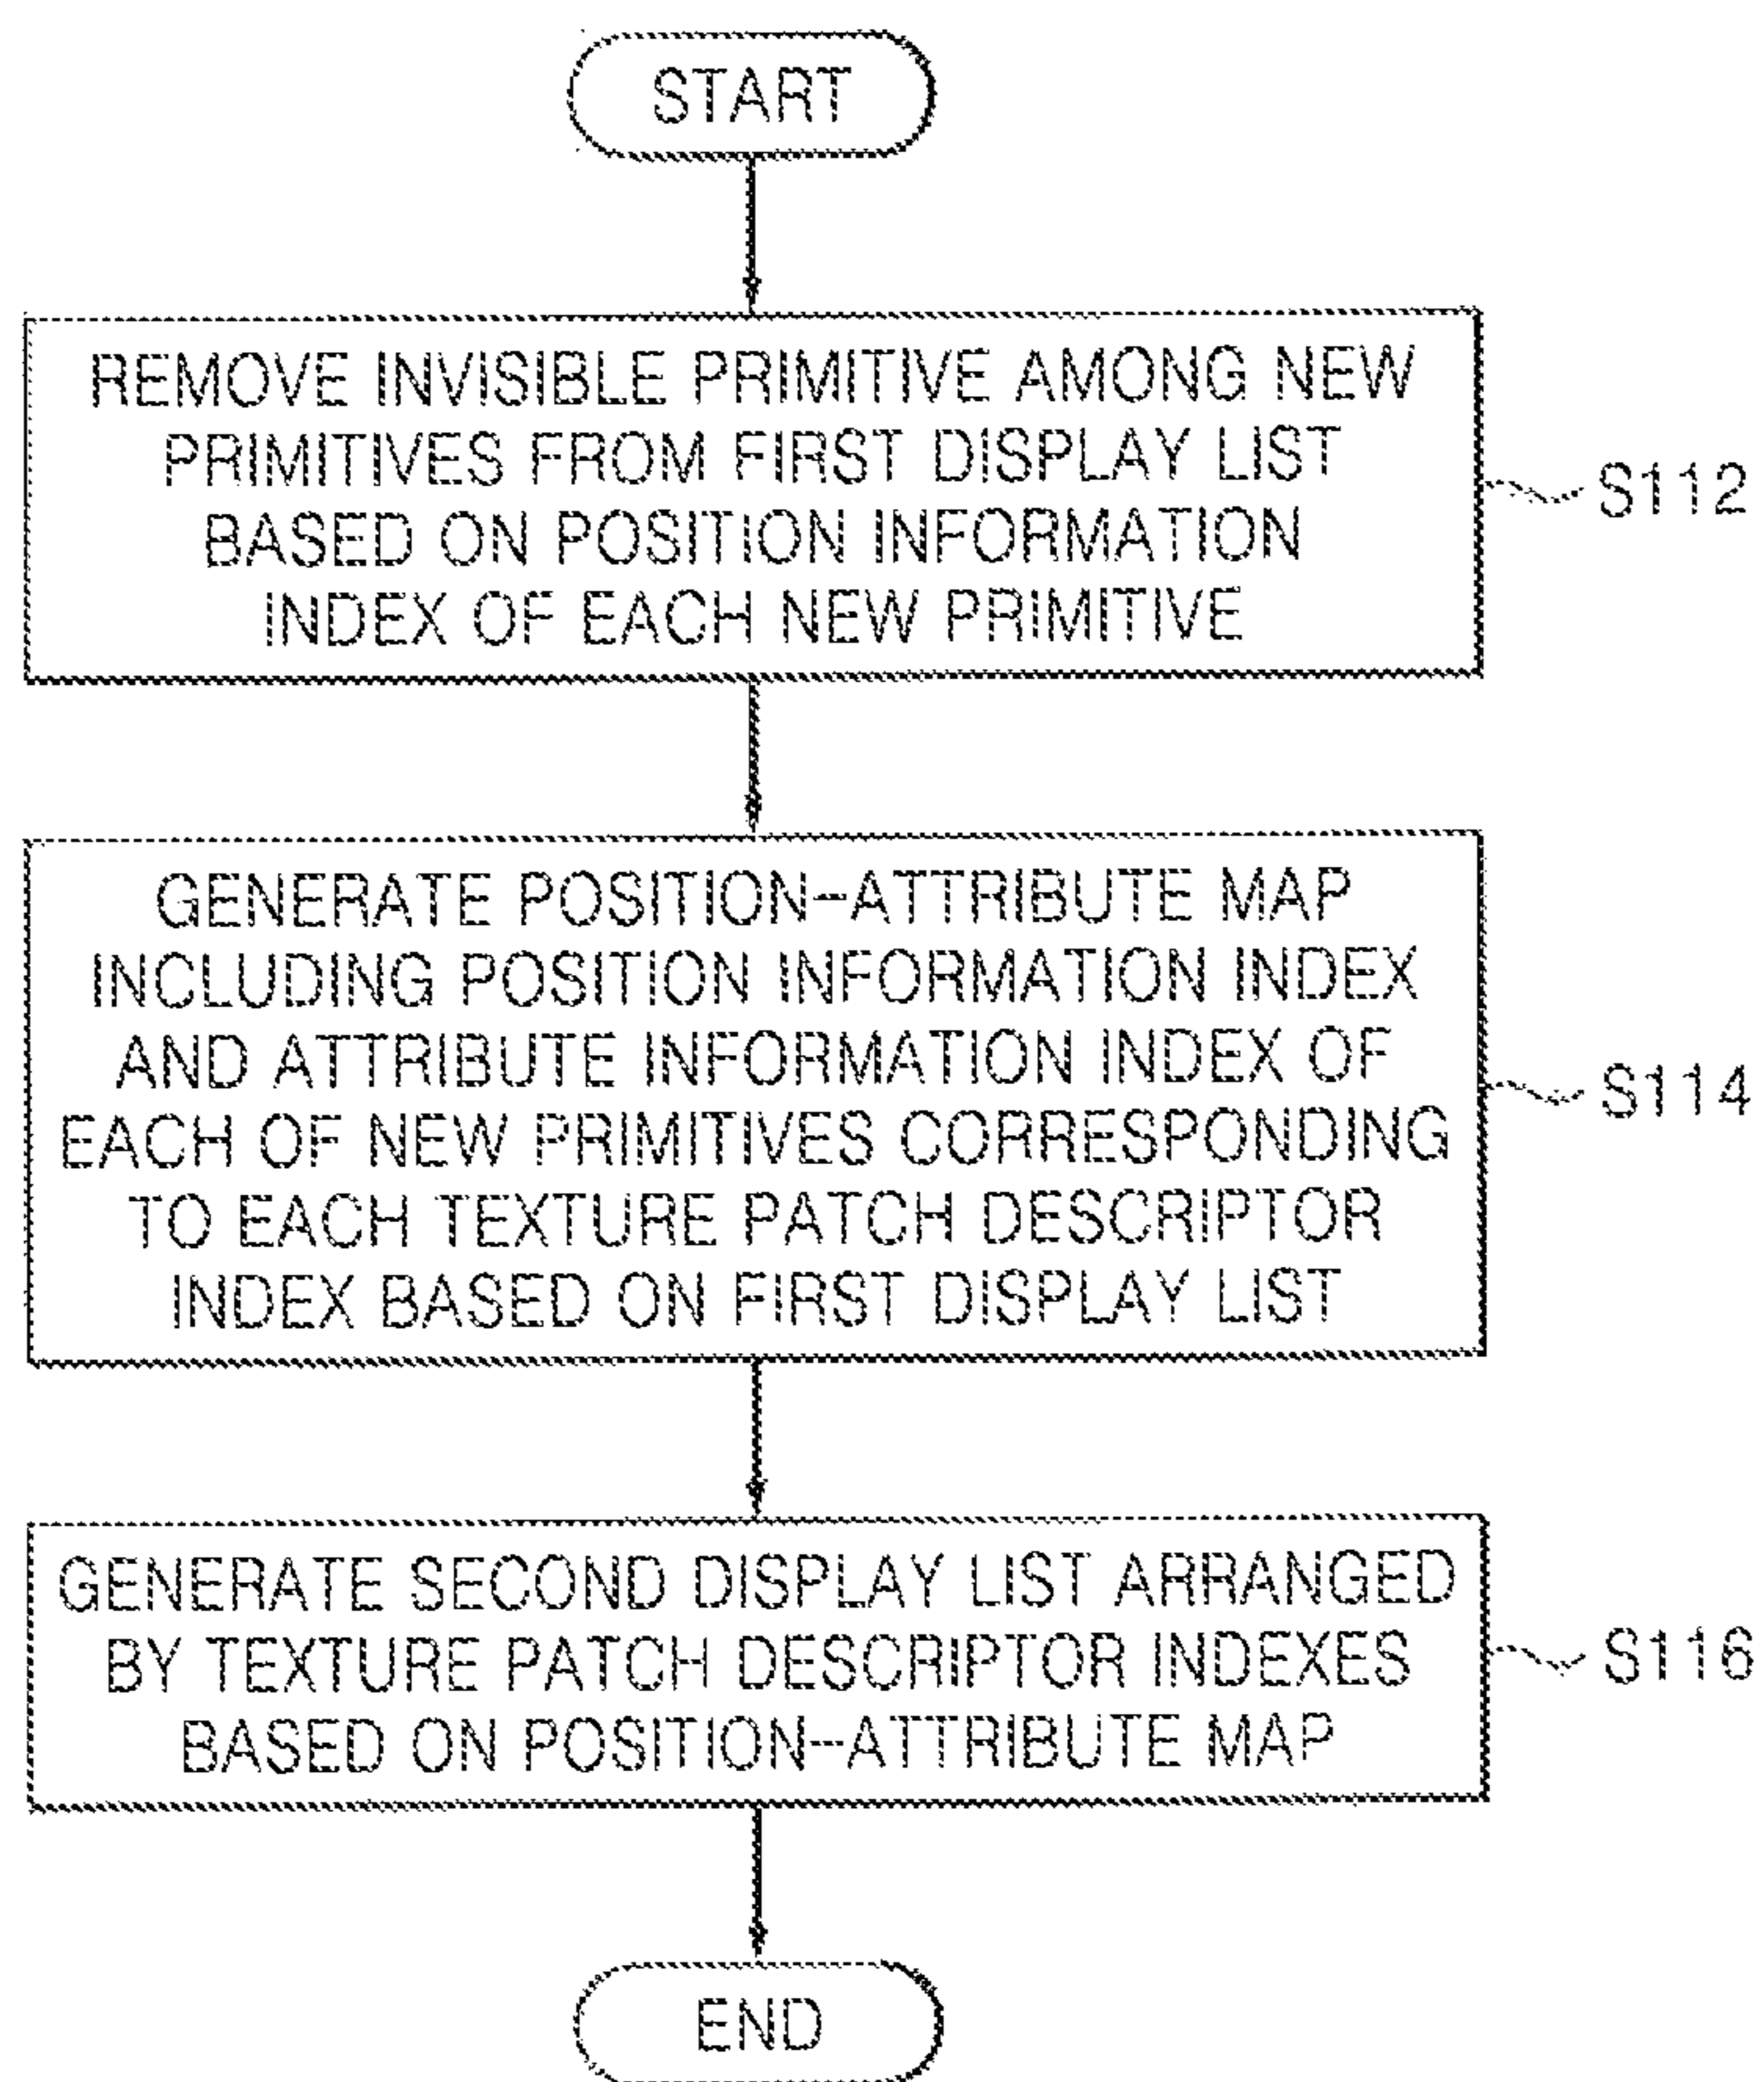 START
REMOVE INVISIBLE PRIMITIVE AMONG NEW
PRIMITIVES FROM FIRST DISPLAY LIST
BASED ON POSITION INFORMATION
INDEX OF EACH NEW PRIMITIVE
S112
GENERATE POSITION-ATTRIBUTE MAP
INCLUDING POSITION INFORMATION INDEX
AND ATTRIBUTE INFORMATION INDEX OF
EACH OF NEW PRIMITIVES CORRESPONDING
TO EACH TEXTURE PATCH DESCRIPTOR
INDEX BASED ON FIRST DISPLAY LIST
S114
GENERATE SECOND DISPLAY LIST ARRANGED
BY TEXTURE PATCH DESCRIPTOR INDEXES
BASED ON POSITION-ATTRIBUTE MAP
S116
END